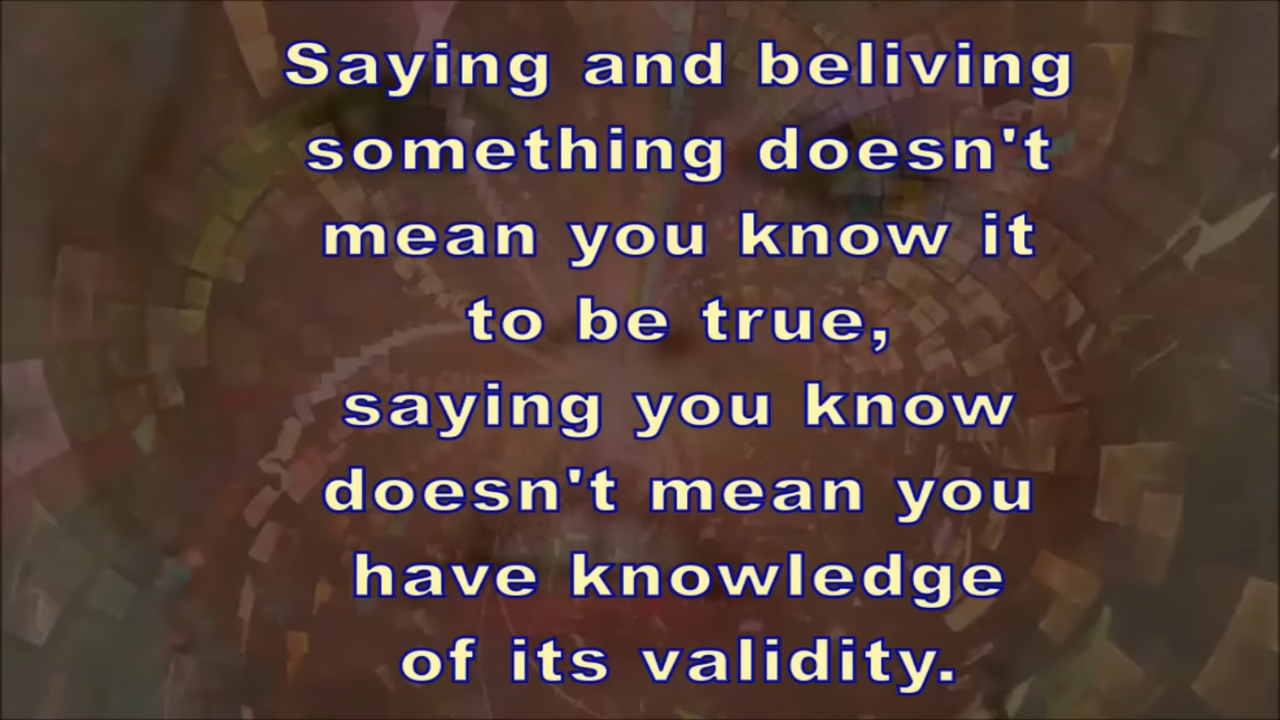 Saying and beliving
something doesn't
mean you know it
to be true,
saying you know
doesn't mean you
have knowledge
of its validity.